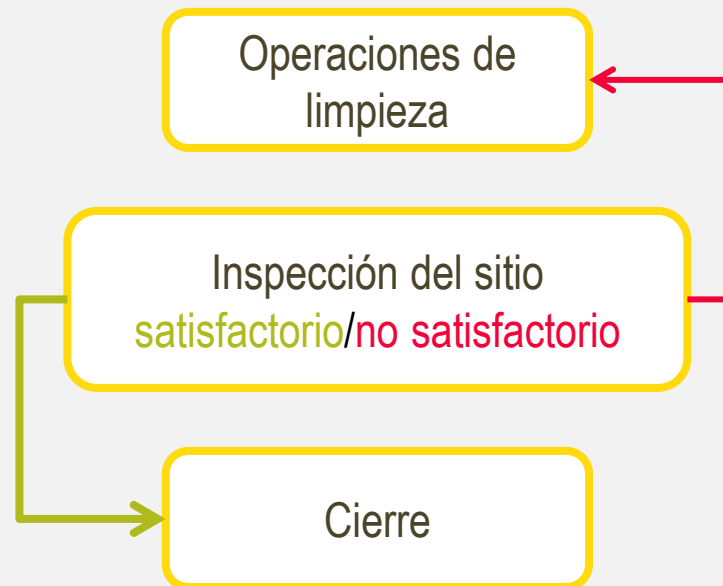 Operaciones de
limpieza
Inspección del sitio
satisfactorio/no satisfactorio
Cierre